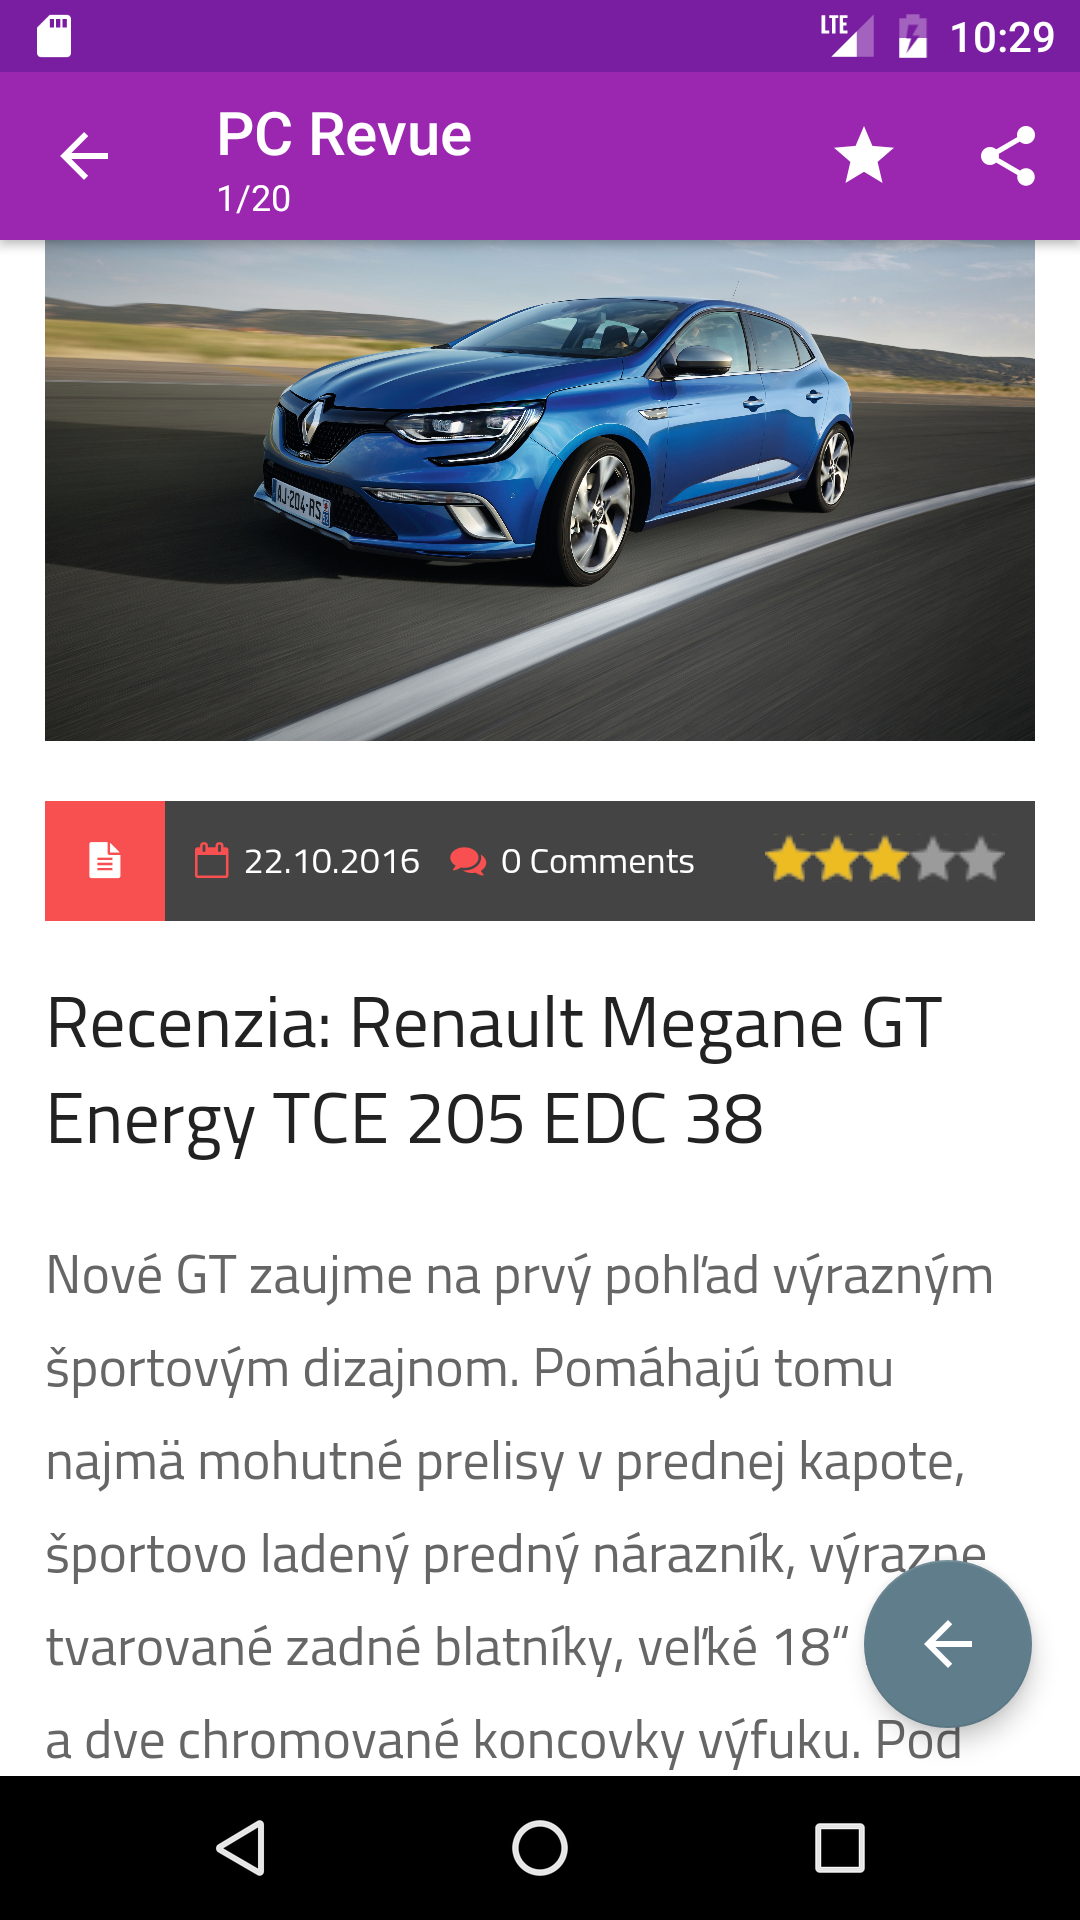 LTE 10:29
PC Revue
1/20
AJ-204-RS
22.10.2016 0 Comments
Recenzia: Renault Megane GT
Energy TCE 205 EDC 38
Nové GT zaujme na prvý pohľad výrazným
športovým dizajnom. Pomáhajú tomu
najmä mohutné prelisy v prednej kapote,
športovo ladený predný nárazník, výrazne
tvarované zadné blatníky, veľké 18“
a dve chromované koncovky výfuku. Pod